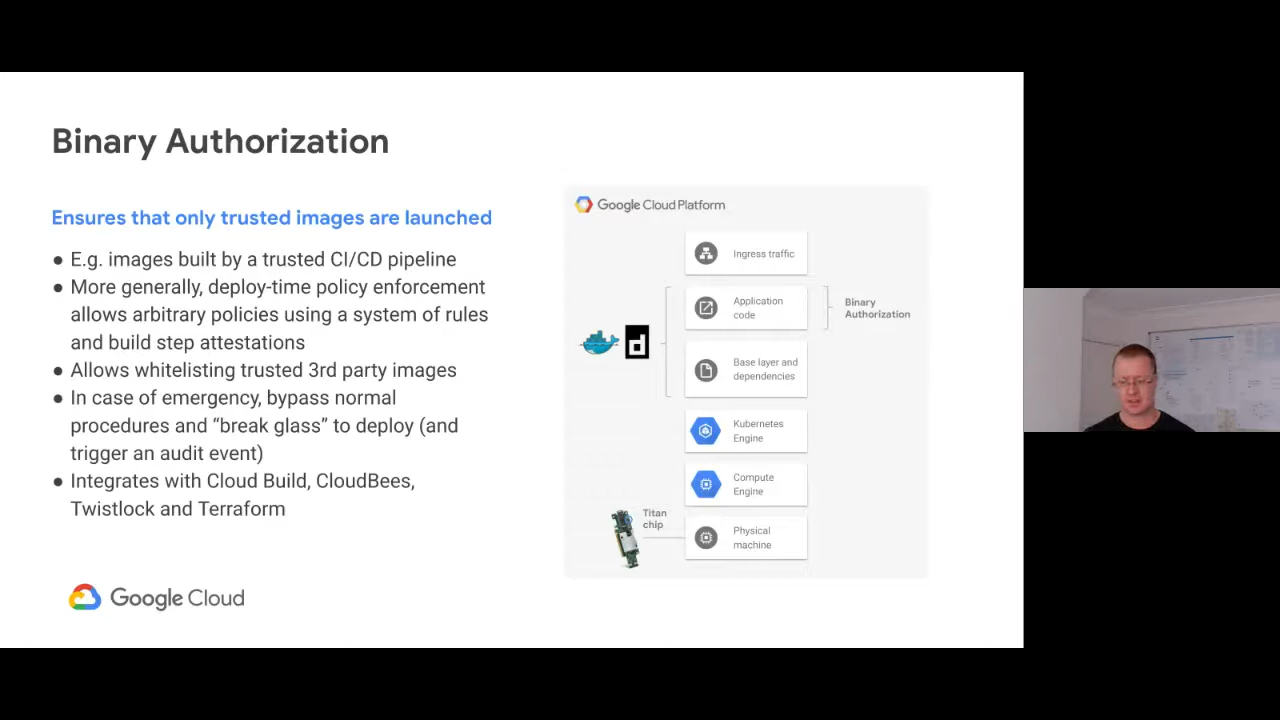 Binary Authorization
Ensures that only trusted images are launched
● E.g. images built by a trusted CI/CD pipeline
● More generally, deploy-time policy enforcement
allows arbitrary policies using a system of rules
and build step attestations
● Allows whitelisting trusted 3rd party images
● In case of emergency, bypass normal
procedures and “break glass” to deploy (and
trigger an audit event)
● Integrates with Cloud Build, CloudBees,
Twistlock and Terraform
Google Cloud
Google Cloud Platform
Ingress traffic
Application
code
Binary
Authorization
d
Base layer and
dependencies
Kubernetes
Engine
Compute
Engine
Titan
chip
Physical
machine